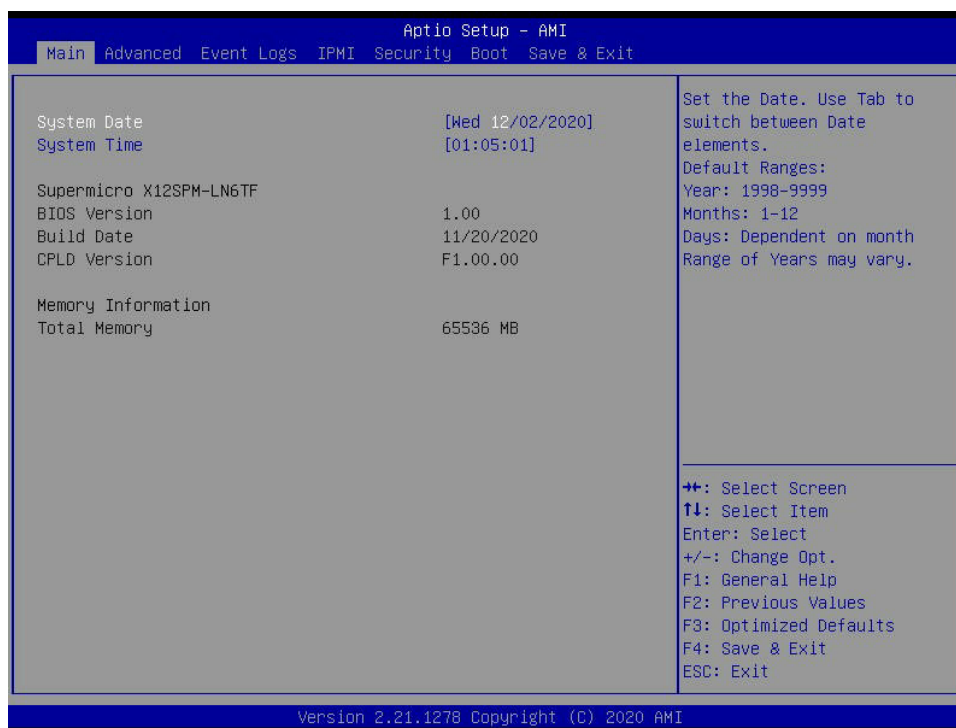 Aptio Setup – AMI
Main Advanced Event Logs IPMI Security Boot Save & Exit
System Date [Wed 12/02/2020]
System Time [01:05:01]
Supermicro X12SPM-LN6TF
BIOS Version 1.00
Build Date 11/20/2020
CPLD Version F1.00.00
Memory Information
Total Memory 65536 MB
Set the Date. Use Tab to
switch between Date
elements.
Default Ranges:
Year: 1998-9999
Months: 1-12
Days: Dependent on month
Range of Years may vary.
→←: Select Screen
↑↓: Select Item
Enter: Select
+/-: Change Opt.
F1: General Help
F2: Previous Values
F3: Optimized Defaults
F4: Save & Exit
ESC: Exit
Version 2.21.1278 Copyright (C) 2020 AMI